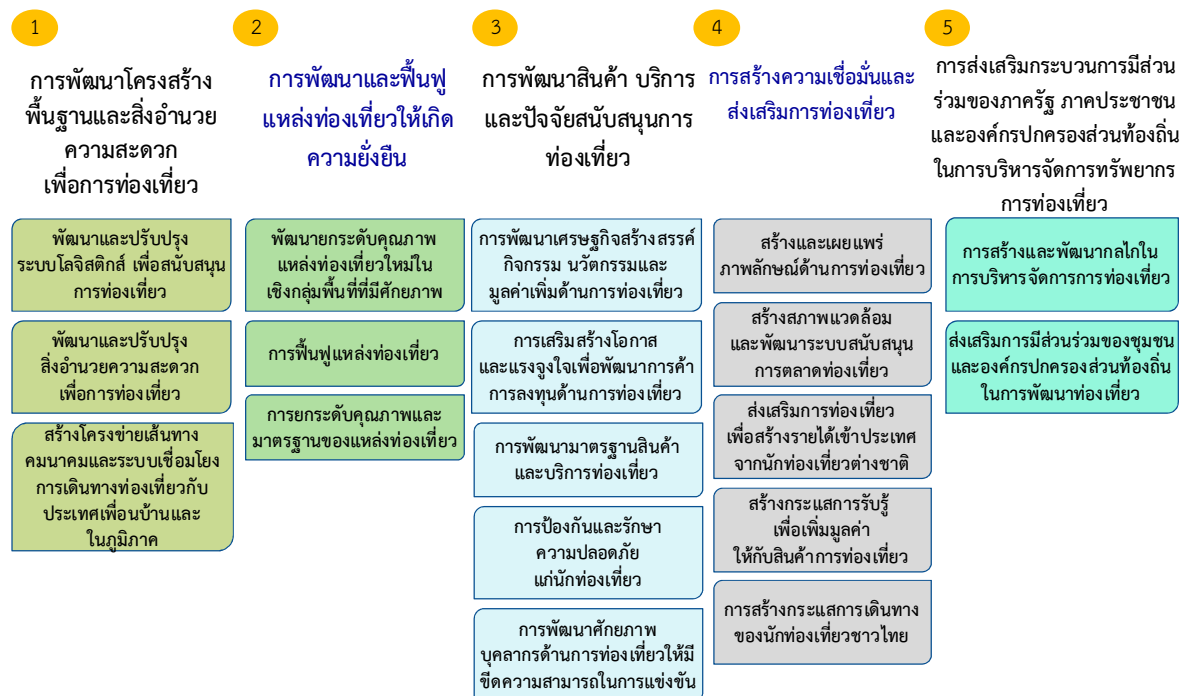 1
การพัฒนาโครงสร้าง
พื้นฐานและสิ่งอำนวย
ความสะดวก
เพื่อการท่องเที่ยว
พัฒนาและปรับปรุง
ระบบโลจิสติกส์ เพื่อสนับสนุน
การท่องเที่ยว
พัฒนาและปรับปรุง
สิ่งอำนวยความสะดวก
เพื่อการท่องเที่ยว
สร้างโครงข่ายเส้นทาง
คมนาคมและระบบเชื่อมโยง
การเดินทางท่องเที่ยวกับ
ประเทศเพื่อนบ้านและ
ในภูมิภาค
2
การพัฒนาและฟื้นฟู
แหล่งท่องเที่ยวให้เกิด
ความยั่งยืน
พัฒนายกระดับคุณภาพ
แหล่งท่องเที่ยวใหม่ใน
เชิงกลุ่มพื้นที่ที่มีศักยภาพ
การฟื้นฟูแหล่งท่องเที่ยว
การยกระดับคุณภาพและ
มาตรฐานของแหล่งท่องเที่ยว
3
การพัฒนาสินค้า บริการ
และปัจจัยสนับสนุนการ
ท่องเที่ยว
การพัฒนาเศรษฐกิจสร้างสรรค์
กิจกรรม นวัตกรรมและ
มูลค่าเพิ่มด้านการท่องเที่ยว
การเสริมสร้างโอกาส
และแรงจูงใจเพื่อพัฒนาการค้า
การลงทุนด้านการท่องเที่ยว
การพัฒนามาตรฐานสินค้า
และบริการท่องเที่ยว
การป้องกันและรักษา
ความปลอดภัย
แก่นักท่องเที่ยว
การพัฒนาศักยภาพ
บุคลากรด้านการท่องเที่ยวให้มี
ขีดความสามารถในการแข่งขัน
4
การสร้างความเชื่อมั่นและ
ส่งเสริมการท่องเที่ยว
สร้างและเผยแพร่
ภาพลักษณ์ด้านการท่องเที่ยว
สร้างสภาพแวดล้อม
และพัฒนาระบบสนับสนุน
การตลาดท่องเที่ยว
ส่งเสริมการท่องเที่ยว
เพื่อสร้างรายได้เข้าประเทศ
จากนักท่องเที่ยวต่างชาติ
สร้างกระแสการรับรู้
เพื่อเพิ่มมูลค่า
ให้กับสินค้าการท่องเที่ยว
การสร้างกระแสการเดินทาง
ของนักท่องเที่ยวชาวไทย
5
การส่งเสริมกระบวนการมีส่วน
ร่วมของภาครัฐ ภาคประชาชน
และองค์กรปกครองส่วนท้องถิ่น
ในการบริหารจัดการทรัพยากร
การท่องเที่ยว
การสร้างและพัฒนากลไกใน
การบริหารจัดการการท่องเที่ยว
ส่งเสริมการมีส่วนร่วมของชุมชน
และองค์กรปกครองส่วนท้องถิ่น
ในการพัฒนาท่องเที่ยว